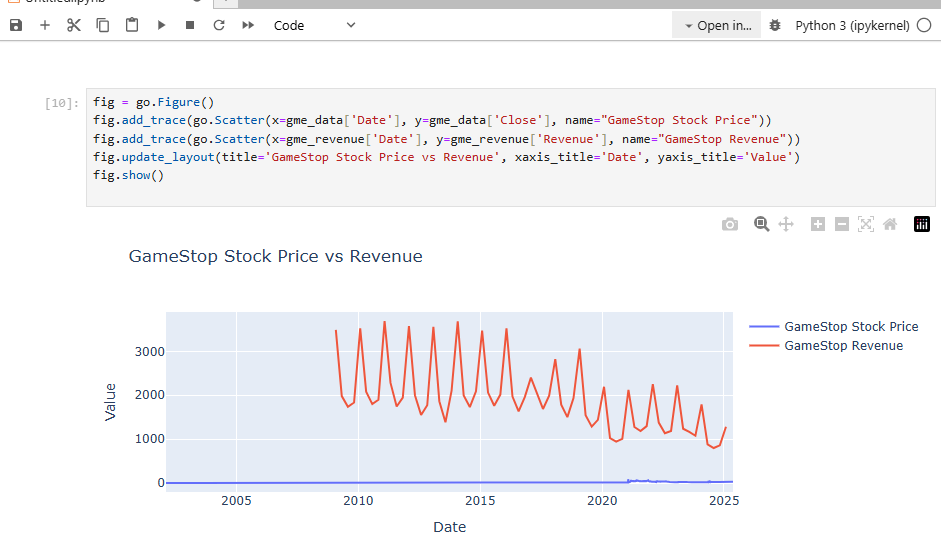 Code
Open in...
Python 3 (ipykernel)
[10]:
fig = go.Figure()
fig.add_trace(go.Scatter(x=gme_data['Date'], y=gme_data['Close'], name="GameStop Stock Price"))
fig.add_trace(go.Scatter(x=gme_revenue['Date'], y=gme_revenue['Revenue'], name="GameStop Revenue"))
fig.update_layout(title='GameStop Stock Price vs Revenue', xaxis_title='Date', yaxis_title='Value')
fig.show()
GameStop Stock Price vs Revenue
GameStop Stock Price
GameStop Revenue
Value
3000
2000
1000
0
2005 2010 2015 2020 2025
Date